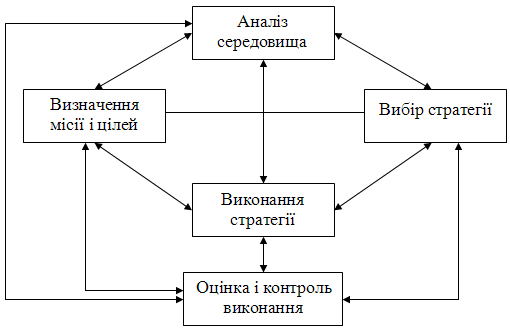 Аналіз
середовища
Визначення
місії і цілей
Вибір стратегії
Виконання
стратегії
Оцінка і контроль
виконання